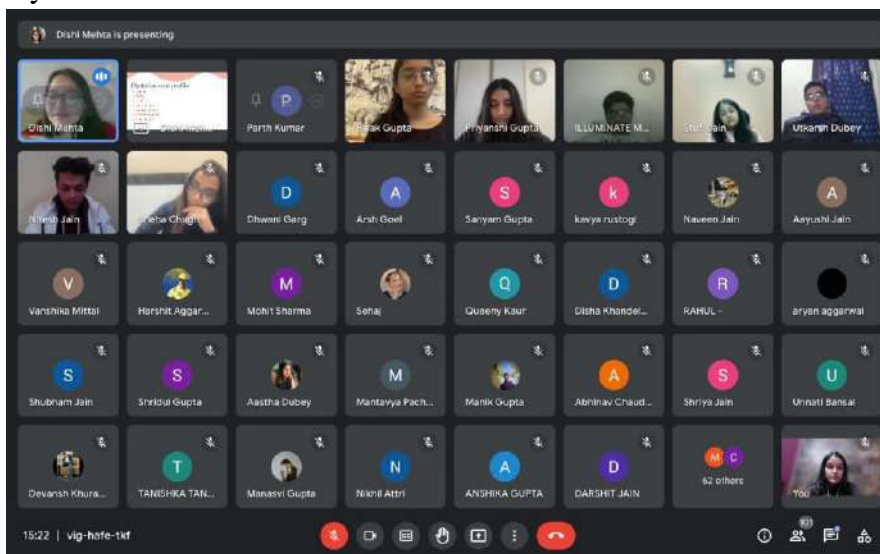 Dishi Mehta is presenting
Dishi Mehta
Parth Kumar
Gupta
Priyanshi Gupta
ILLUMINATE M...
Jain
Utkarsh Dubey
Nitesh Jain
Sneha Chugh
Dhwani Garg
Arsh Goel
Sanyam Gupta
kavya rustogi
Naveen Jain
Aayushi Jain
Vanshika Mittal
Harshit Aggar...
Mohit Sharma
Sehaj
Queeny Kaur
Disha Khandel...
RAHUL -
aryan aggarwal
Shubham Jain
Shridul Gupta
Aastha Dubey
Mantavya Pach...
Manik Gupta
Abhinav Chaud...
Shriya Jain
Unnati Bansal
Devansh Khura...
TANISHKA TAN...
Manasvi Gupta
Nikhil Attri
ANSHIKA GUPTA
DARSHIT JAIN
62 others
You
15:22 | vig-hafe-tkf
101